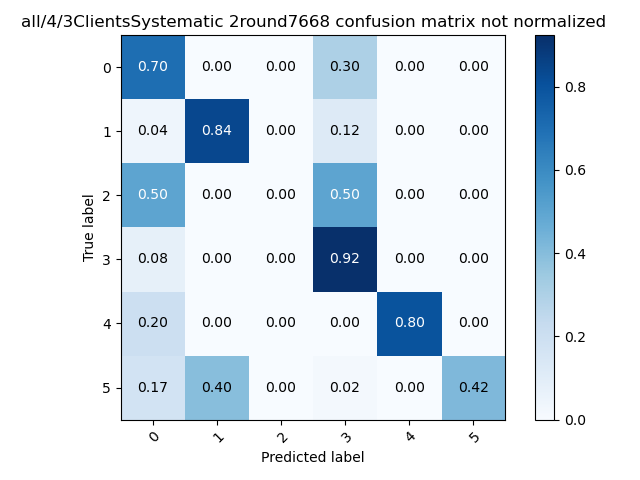 all/4/3ClientsSystematic 2round7668 confusion matrix not normalized
0 0.70 0.00 0.00 0.30 0.00 0.00
1 0.04 0.84 0.00 0.12 0.00 0.00
2 0.50 0.00 0.00 0.50 0.00 0.00
3 0.08 0.00 0.00 0.92 0.00 0.00
4 0.20 0.00 0.00 0.00 0.80 0.00
5 0.17 0.40 0.00 0.02 0.00 0.42
0 1 2 3 4 5
True label
Predicted label
0.8
0.6
0.4
0.2
0.0